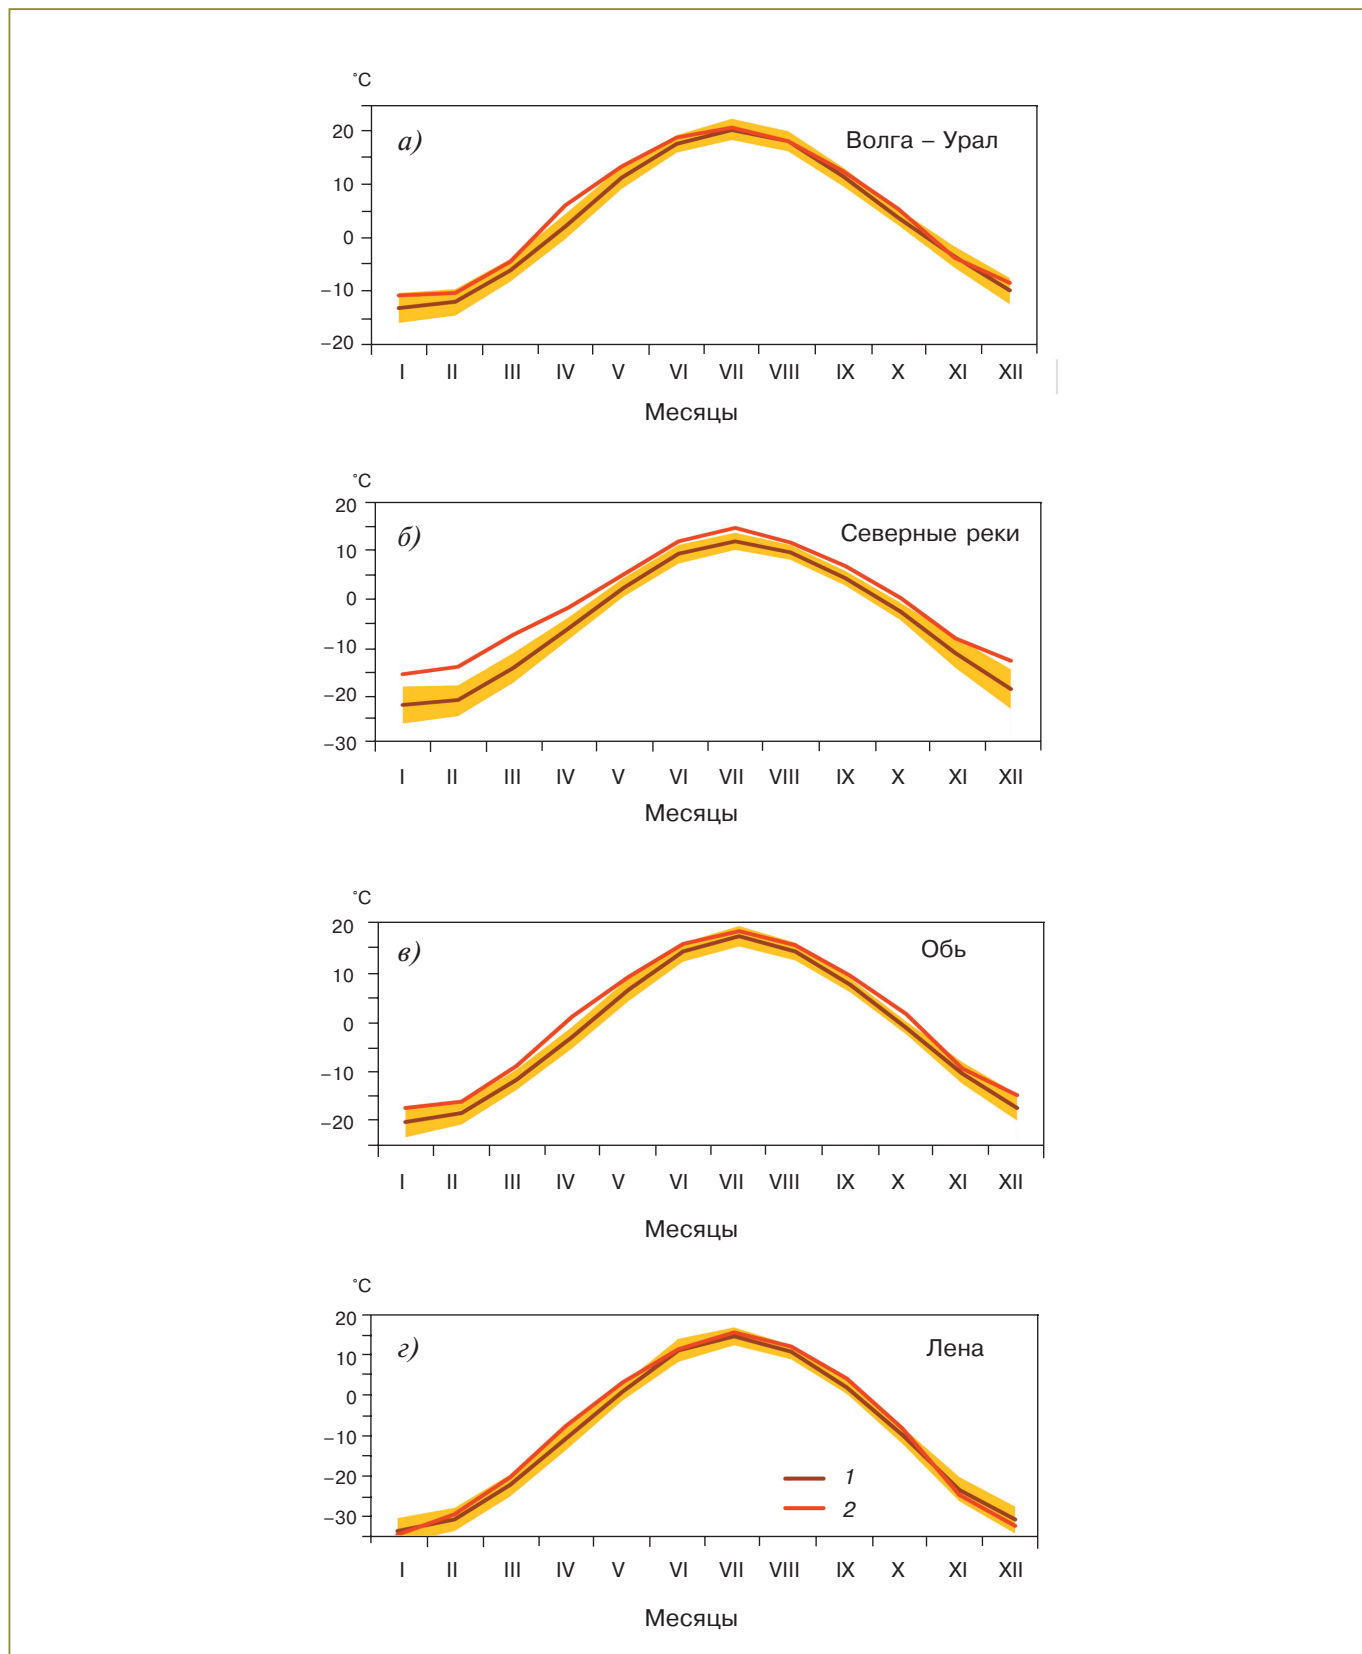 °C
20
10
0
–10
–20
а)
Волга – Урал
I II III IV V VI VII VIII IX X XI XII
Месяцы
°C
20
10
0
–10
–20
–30
б)
Северные реки
I II III IV V VI VII VIII IX X XI XII
Месяцы
°C
20
10
0
–10
–20
в)
Обь
I II III IV V VI VII VIII IX X XI XII
Месяцы
°C
20
10
0
–10
–20
–30
г)
Лена
1
2
I II III IV V VI VII VIII IX X XI XII
Месяцы